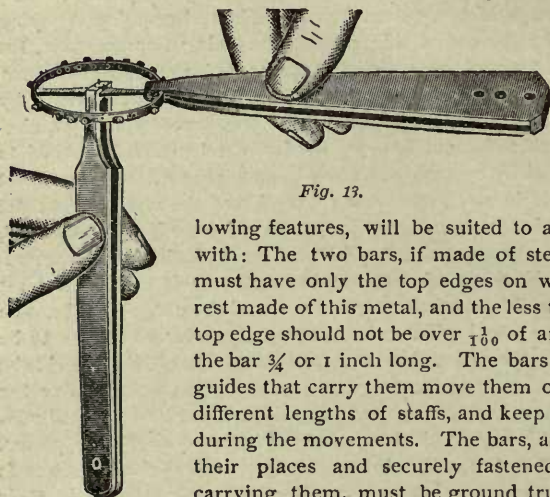 Fig. 13.
lowing features, will be suited to a
with: The two bars, if made of ste
must have only the top edges on w
rest made of this metal, and the less
top edge should not be over 1/100 of a
the bar ¾ or 1 inch long. The bars
guides that carry them move them o
different lengths of staffs, and keep
during the movements. The bars, a
their places and securely fastened
carrying them, must be ground tru